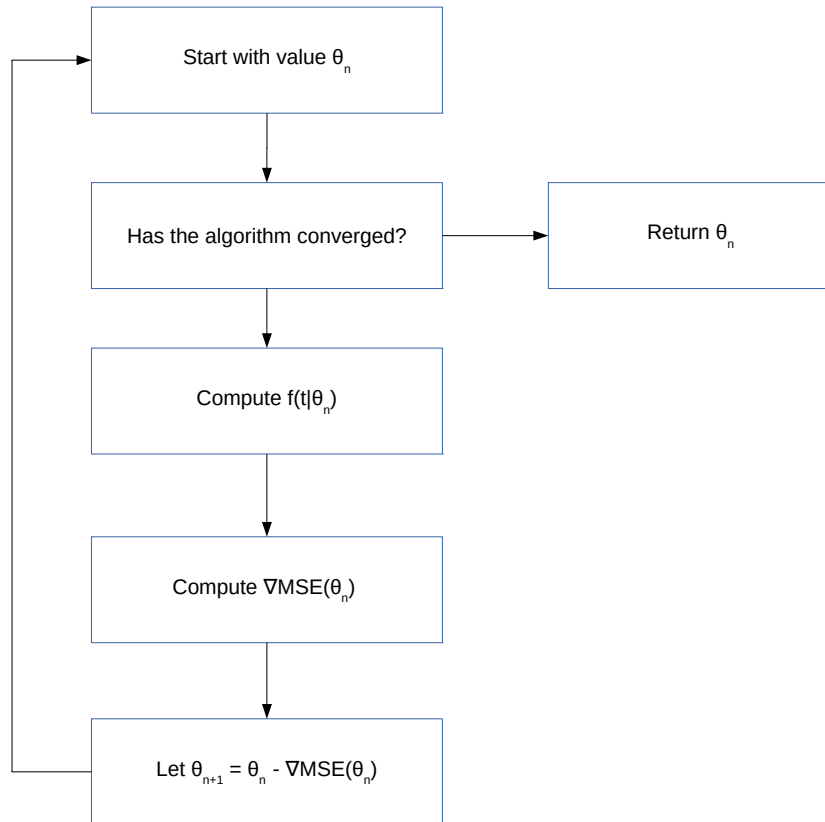 Start with value θₙ
Has the algorithm converged?
Return θₙ
Compute f(t|θₙ)
Compute ∇MSE(θₙ)
Let θₙ₊₁ = θₙ - ∇MSE(θₙ)